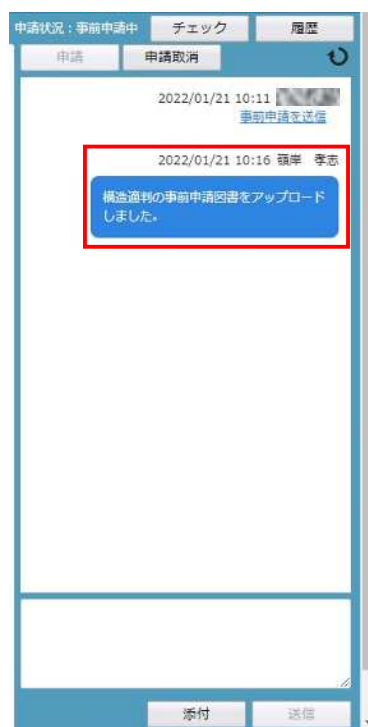 申請状況：事前申請中 チェック 履歴
申請 申請取消
2022/01/21 10:11
事前申請を送信
2022/01/21 10:16 嶺岸 孝志
構造適判の事前申請図書をアップロード
しました。
添付 送信